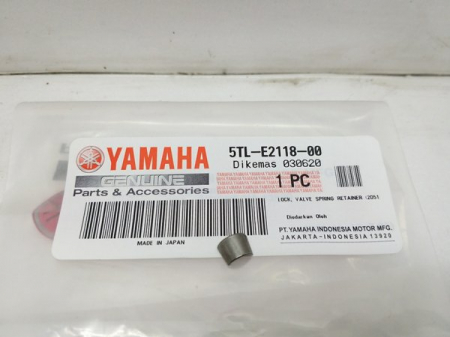 YAMAHA
GENUINE
Parts & Accessories
MADE IN JAPAN
5TL-E2118-00
Dikemas 030620
1 PC
LOCK, VALVE SPRING RETAINER
Diedarkan Oleh
PT. YAMAHA INDONESIA MOTOR MFG.
JAKARTA-INDONESIA 13920